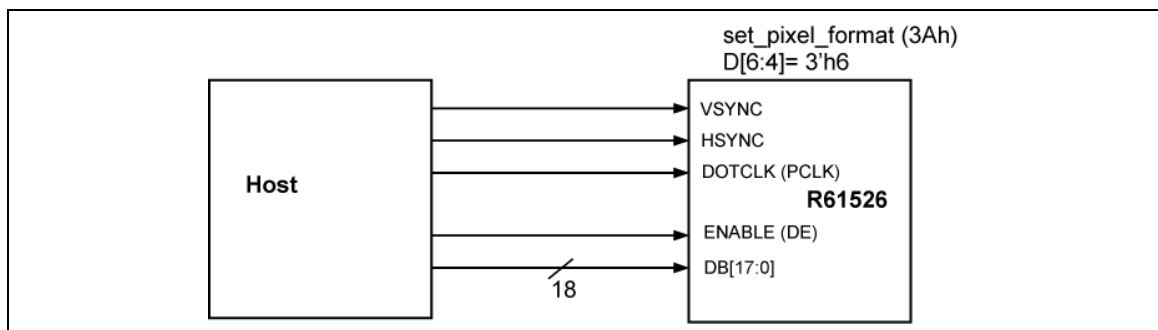 set_pixel_format (3Ah)
D[6:4]= 3'h6
VSYNC
HSYNC
DOTCLK (PCLK)
Host
R61526
ENABLE (DE)
DB[17:0]
18